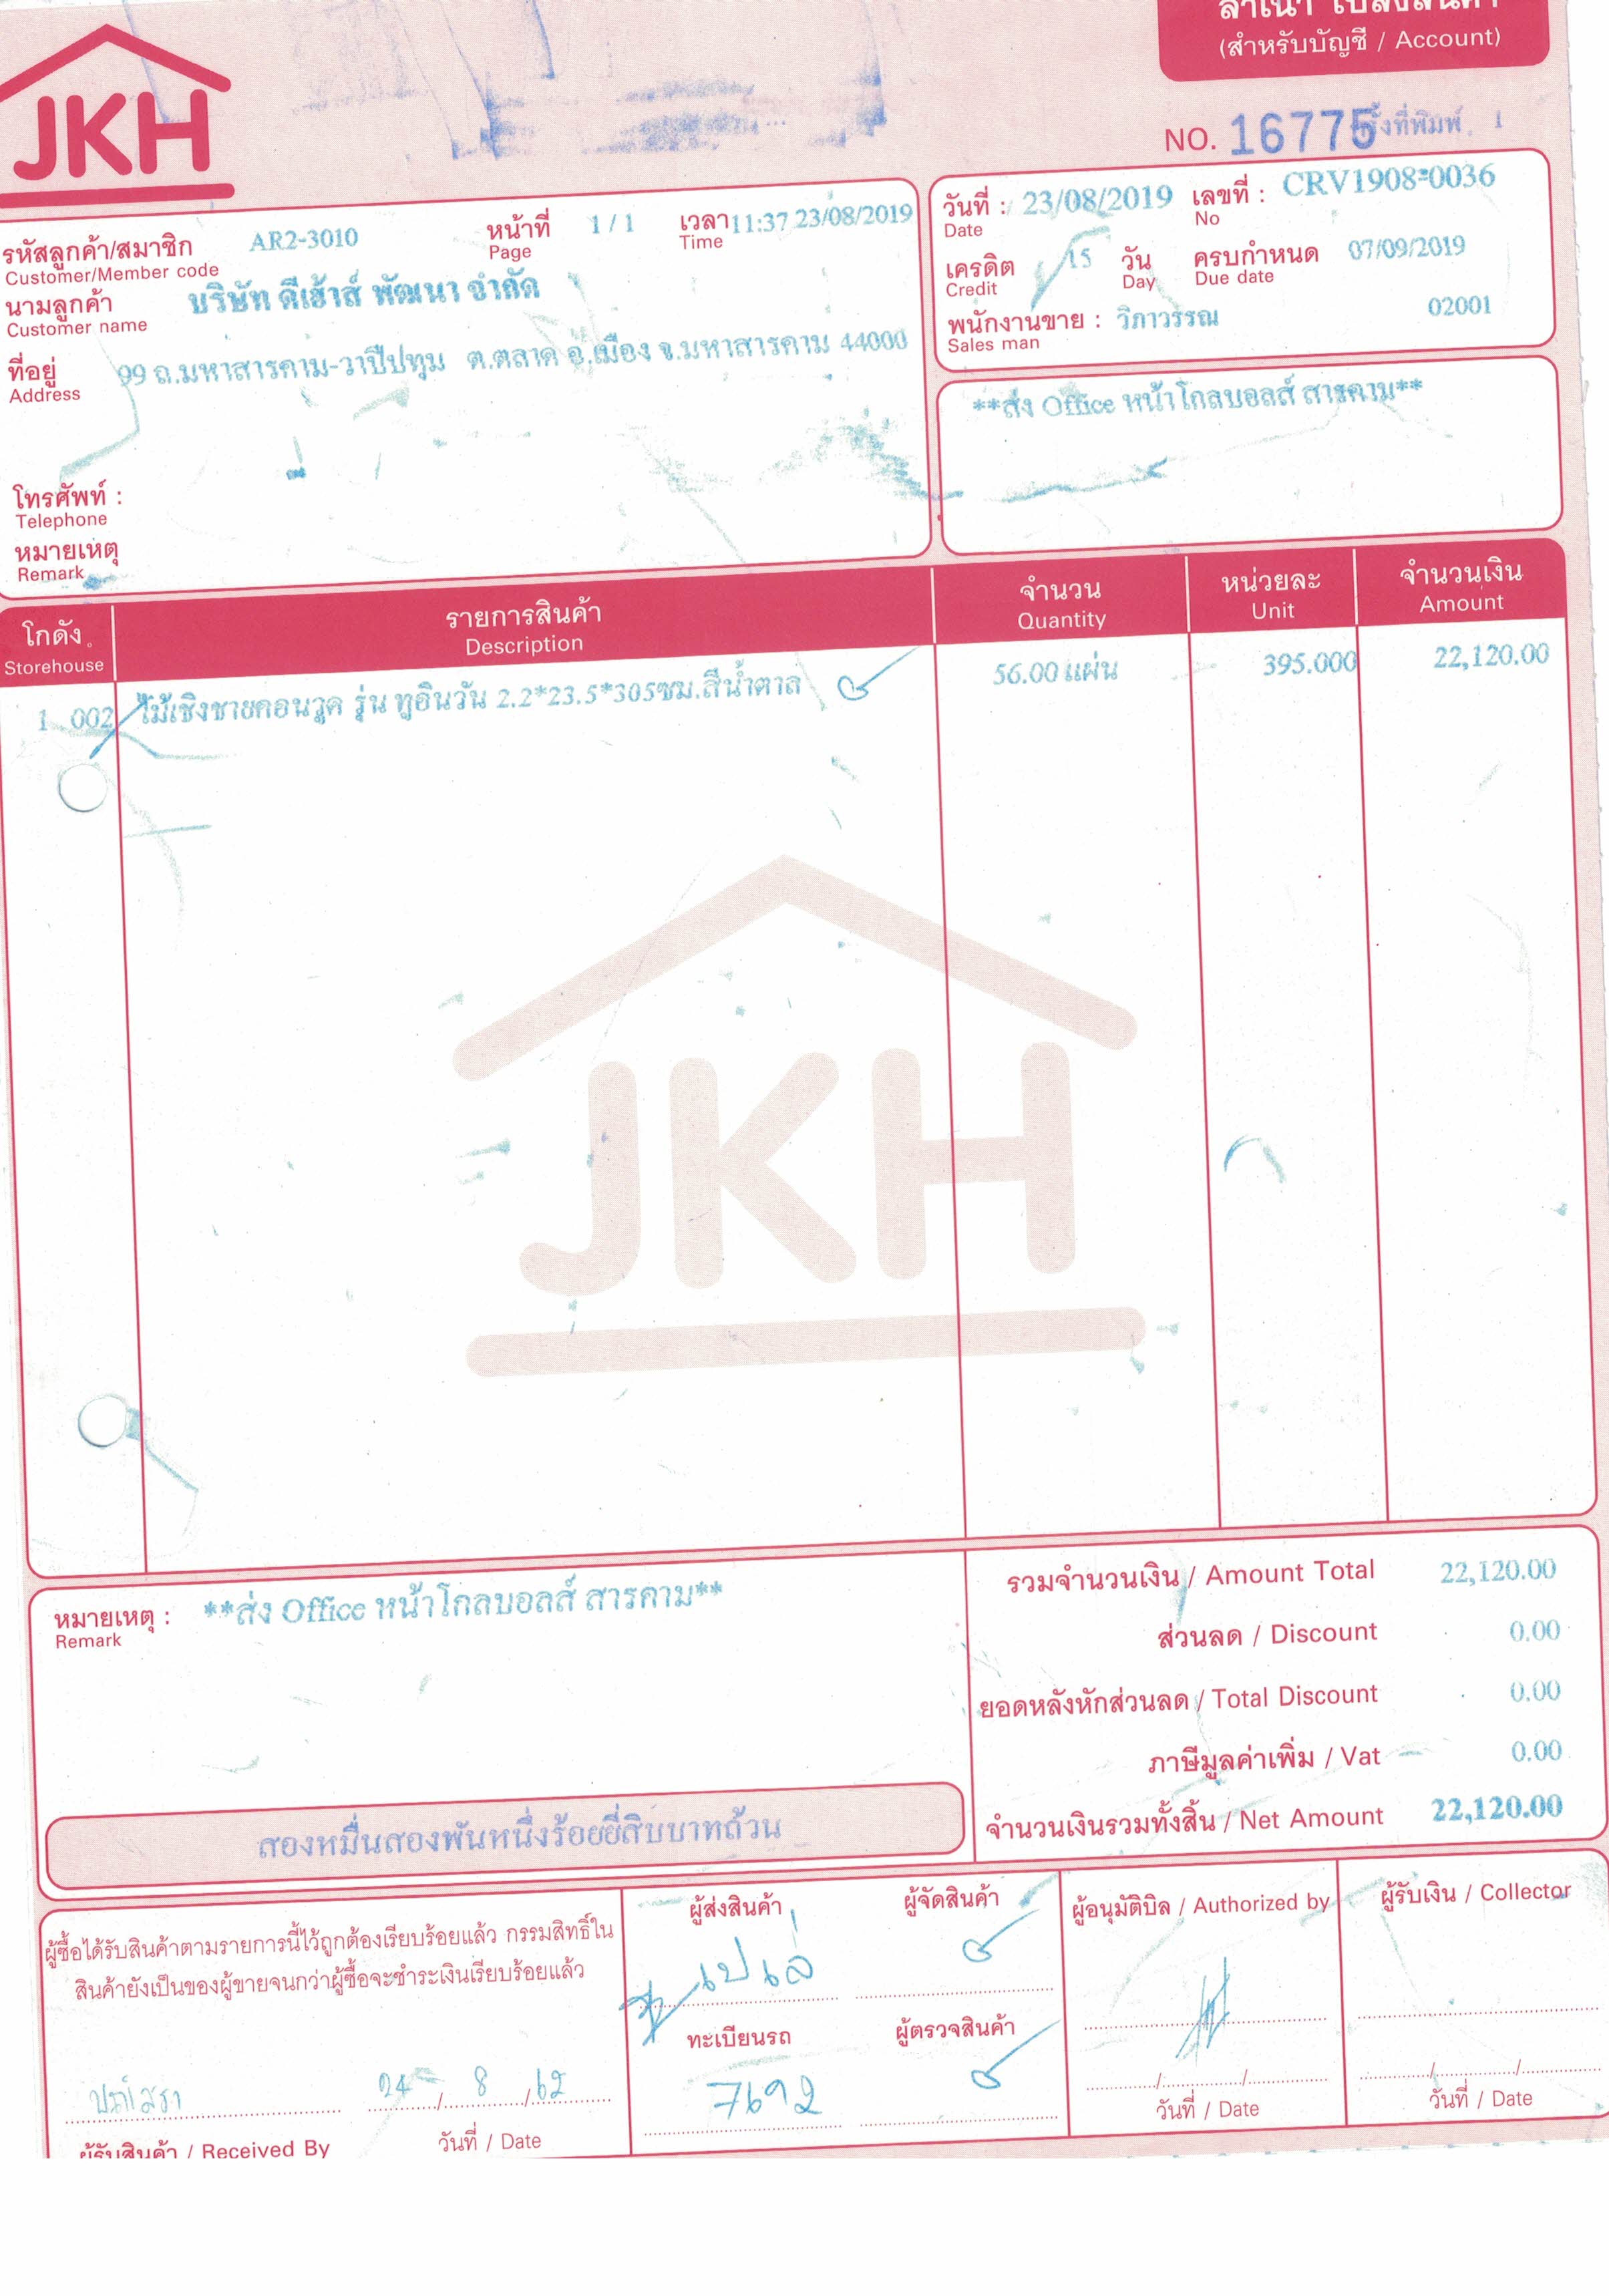 สำเนา ใบส่งสินค้า
(สำหรับบัญชี / Account)
JKH
NO. 16775 ครั้งที่พิมพ์. 1
รหัสลูกค้า/สมาชิก AR2-3010 หน้าที่ 1 / 1 เวลา 11:37 23/08/2019
Customer/Member code Page Time
นามลูกค้า บริษัท ดีเฮ้าส์ พัฒนา จำกัด
Customer name
ที่อยู่ 99 ถ.มหาสารคาม-วาปีปทุม ต.ตลาด อ.เมือง จ.มหาสารคาม 44000
Address
โทรศัพท์ :
Telephone
หมายเหตุ
Remark
วันที่ : 23/08/2019 เลขที่ : CRV1908-0036
Date No
เครดิต 15 วัน ครบกำหนด 07/09/2019
Credit Day Due date
พนักงานขาย : วิภาวรรณ 02001
Sales man
**ส่ง Office หน้าโกลบอลส์ สารคาม**
โกดัง รายการสินค้า จำนวน หน่วยละ จำนวนเงิน
Storehouse Description Quantity Unit Amount
1 002 ไม้เชิงชายคอนวูด รุ่น ทูอินวัน 2.2*23.5*305ซม.สีน้ำตาล 56.00 แผ่น 395.000 22,120.00
JKH
หมายเหตุ : **ส่ง Office หน้าโกลบอลส์ สารคาม**
Remark
รวมจำนวนเงิน / Amount Total 22,120.00
ส่วนลด / Discount 0.00
ยอดหลังหักส่วนลด / Total Discount 0.00
ภาษีมูลค่าเพิ่ม / Vat 0.00
จำนวนเงินรวมทั้งสิ้น / Net Amount 22,120.00
สองหมื่นสองพันหนึ่งร้อยยี่สิบบาทถ้วน
ผู้ซื้อได้รับสินค้าตามรายการนี้ไว้ถูกต้องเรียบร้อยแล้ว กรรมสิทธิ์ใน
สินค้ายังเป็นของผู้ขายจนกว่าผู้ซื้อจะชำระเงินเรียบร้อยแล้ว
24 / 8 / 62
ผู้รับสินค้า / Received By วันที่ / Date
ผู้ส่งสินค้า ผู้จัดสินค้า
ทะเบียนรถ ผู้ตรวจสินค้า
7692
ผู้อนุมัติบิล / Authorized by
วันที่ / Date
ผู้รับเงิน / Collector
วันที่ / Date